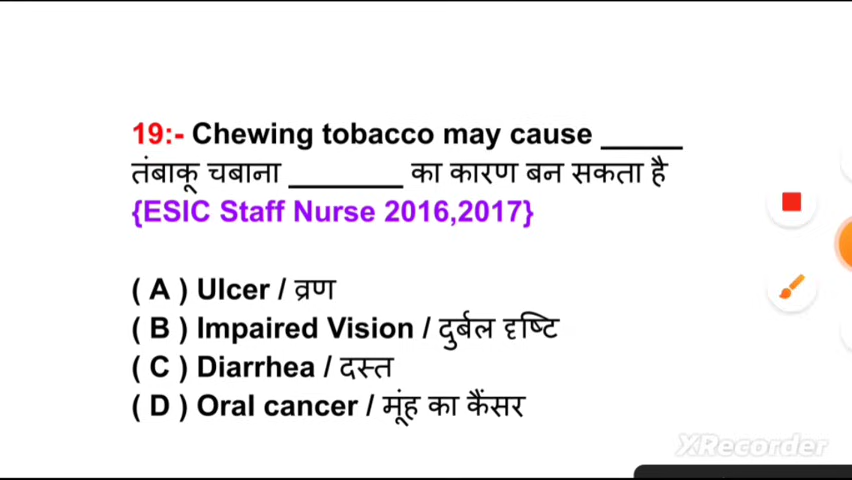 19:- Chewing tobacco may cause _____
तंबाकू चबाना _______ का कारण बन सकता है
{ESIC Staff Nurse 2016,2017}
( A ) Ulcer / व्रण
( B ) Impaired Vision / दुर्बल दृष्टि
( C ) Diarrhea / दस्त
( D ) Oral cancer / मूंह का कैंसर
XRecorder